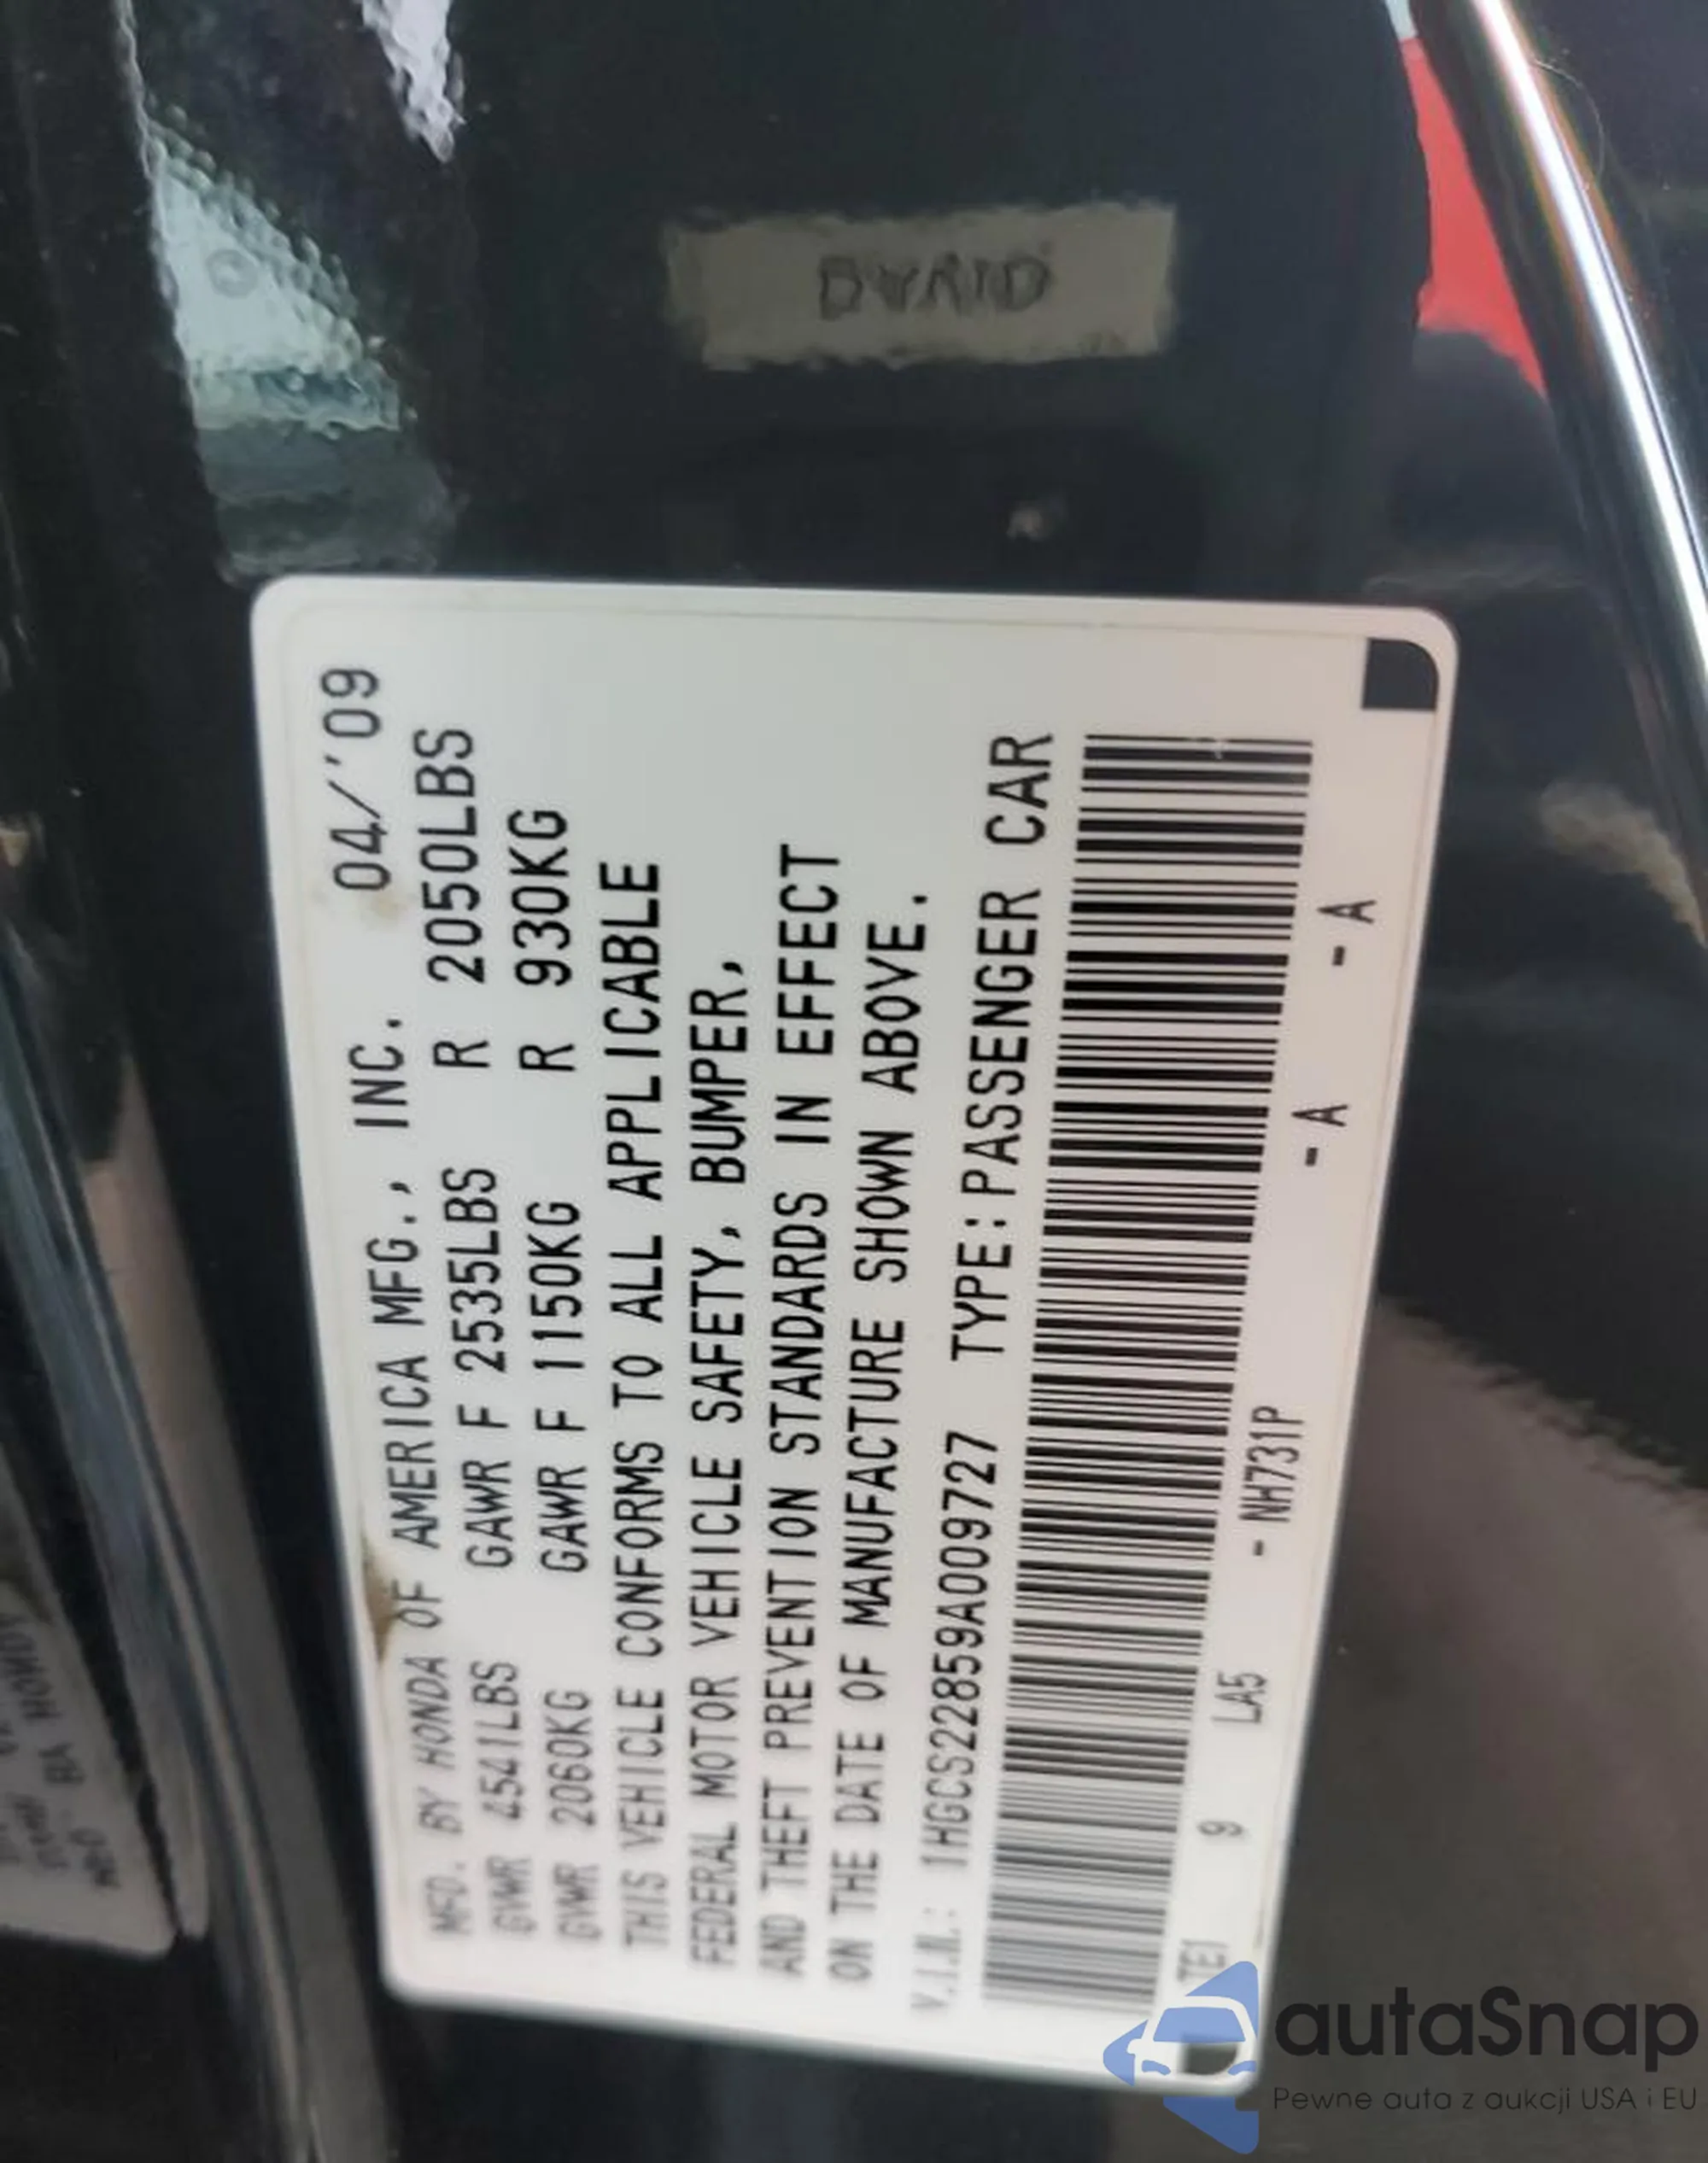 MFD. BY HONDA OF AMERICA MFG., INC. 04/'09
GVWR 4541LBS GAWR F 2535LBS R 2050LBS
GVWR 2060KG GAWR F 1150KG R 930KG
THIS VEHICLE CONFORMS TO ALL APPLICABLE
FEDERAL MOTOR VEHICLE SAFETY, BUMPER,
AND THEFT PREVENTION STANDARDS IN EFFECT
ON THE DATE OF MANUFACTURE SHOWN ABOVE.
V.I.N.: 1HGCS22859A009727 TYPE:PASSENGER CAR
TE1 9 LA5 - NH731P - A - A
autaSnap
Pewne auta z aukcji USA i EU